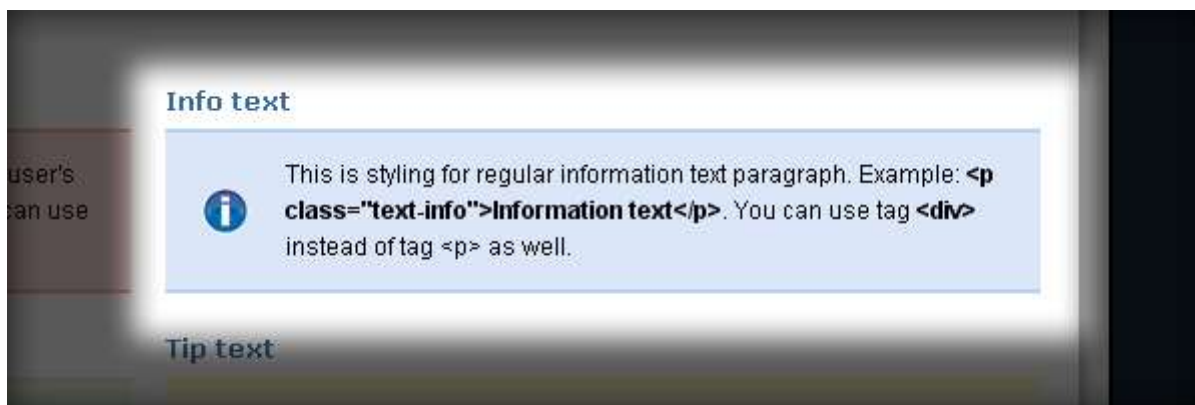 Info text
user's
can use
This is styling for regular information text paragraph. Example: <p
class="text-info">Information text</p>. You can use tag <div>
instead of tag <p> as well.
Tip text